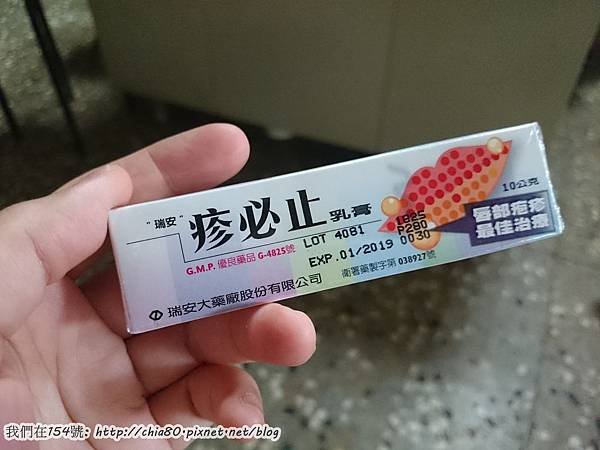 "瑞安"
疹必止 乳膏
10公克
G.M.P. 優良藥品 G-4825號
LOT 4081 1825
P280
EXP.01/2019 0030
唇部疱疹
最佳治療
衛署藥製字第 038927號
瑞安大藥廠股份有限公司
我們在154號: http://chia80.pixnet.net/blog